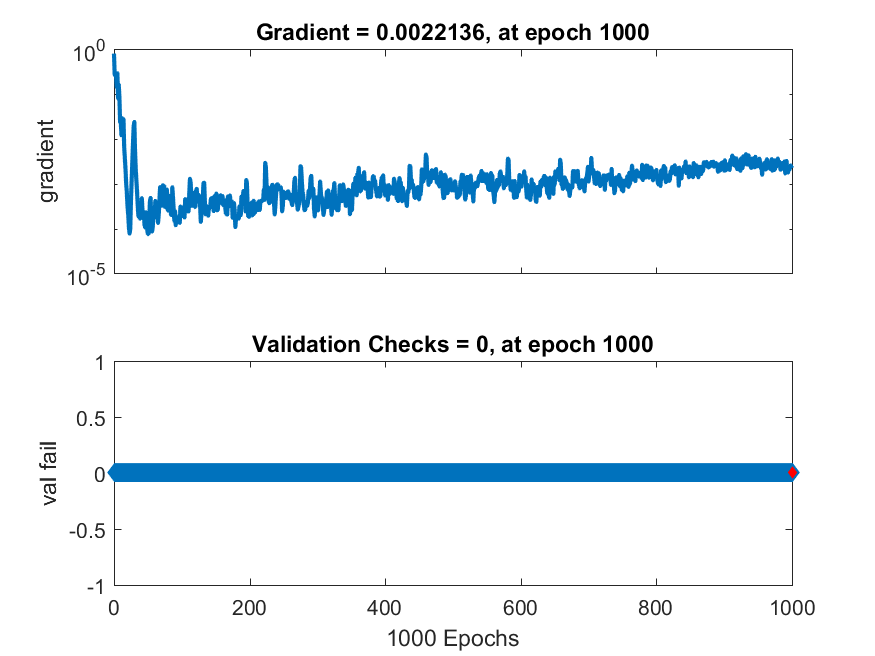 Gradient = 0.0022136, at epoch 1000
10^0
gradient
10^-5
Validation Checks = 0, at epoch 1000
1
0.5
val fail
0
-0.5
-1
0 200 400 600 800 1000
1000 Epochs